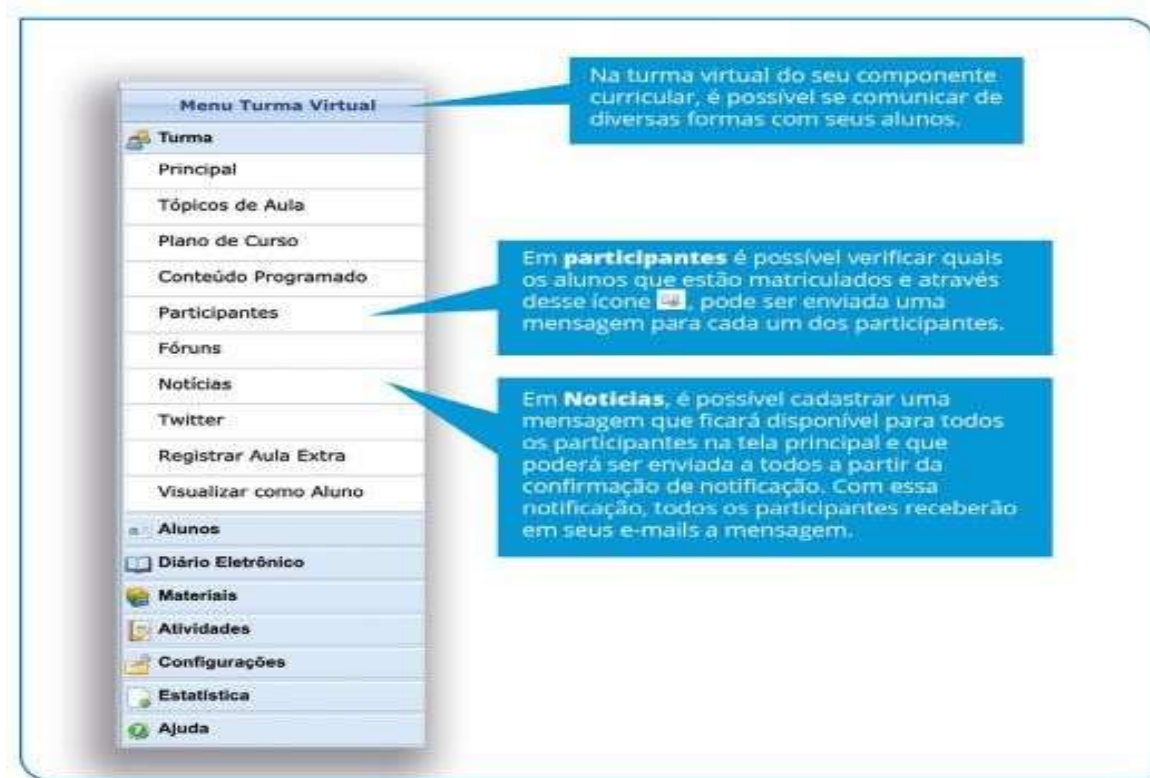 Menu Turma Virtual
Turma
Principal
Tópicos de Aula
Plano de Curso
Conteúdo Programado
Participantes
Fóruns
Notícias
Twitter
Registrar Aula Extra
Visualizar como Aluno
Alunos
Diário Eletrônico
Materiais
Atividades
Configurações
Estatística
Ajuda
Na turma virtual do seu componente
curricular, é possível se comunicar de
diversas formas com seus alunos.
Em participantes é possível verificar quais
os alunos que estão matriculados e através
desse ícone , pode ser enviada uma
mensagem para cada um dos participantes.
Em Noticias, é possível cadastrar uma
mensagem que ficará disponível para todos
os participantes na tela principal e que
poderá ser enviada a todos a partir da
confirmação de notificação. Com essa
notificação, todos os participantes receberão
em seus e-mails a mensagem.